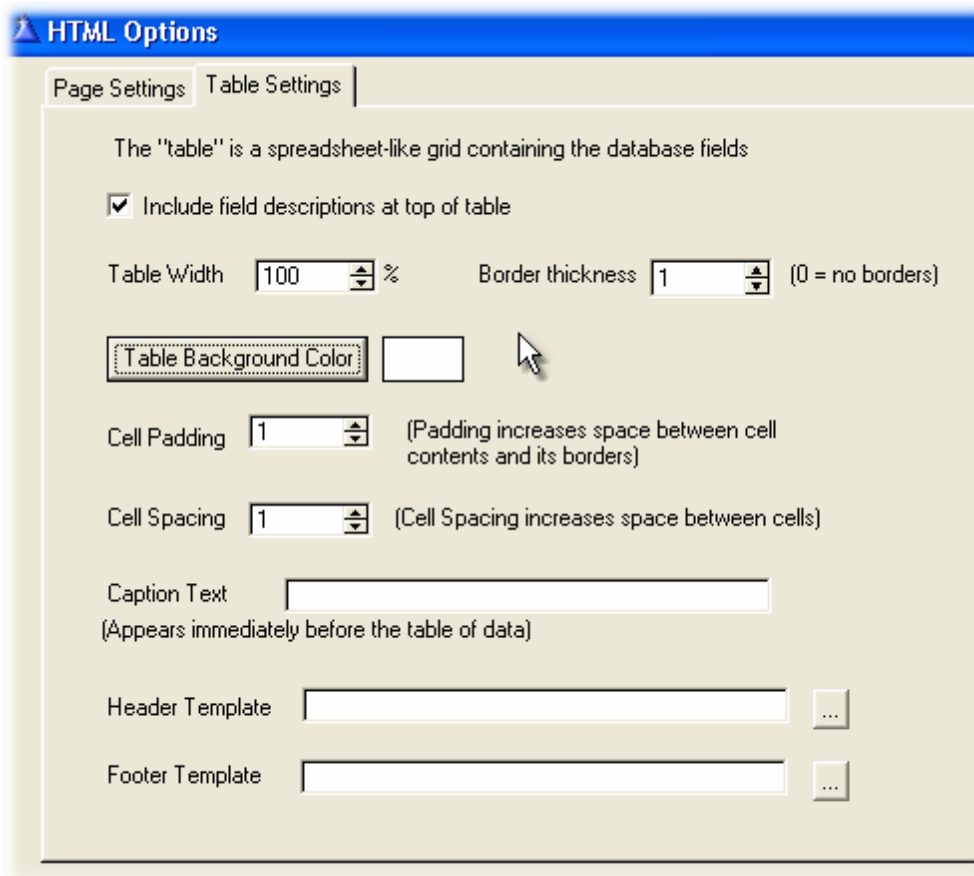 HTML Options
Page Settings Table Settings
The "table" is a spreadsheet-like grid containing the database fields
Include field descriptions at top of table
Table Width 100 % Border thickness 1 (0 = no borders)
Table Background Color
Cell Padding 1 (Padding increases space between cell
contents and its borders)
Cell Spacing 1 (Cell Spacing increases space between cells)
Caption Text
(Appears immediately before the table of data)
Header Template ...
Footer Template ...